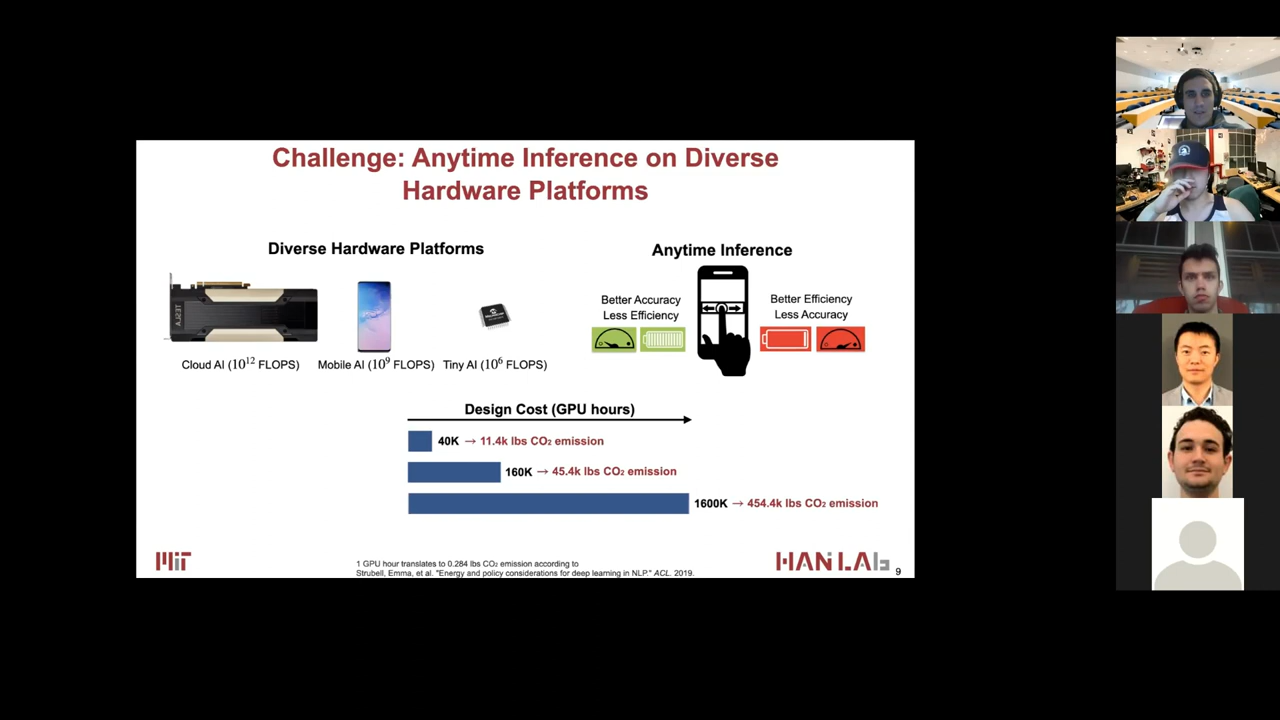 Challenge: Anytime Inference on Diverse
Hardware Platforms
Diverse Hardware Platforms
TESLA
Cloud AI (10¹² FLOPS)
Mobile AI (10⁹ FLOPS)
Tiny AI (10⁶ FLOPS)
Anytime Inference
Better Accuracy
Less Efficiency
Better Efficiency
Less Accuracy
Design Cost (GPU hours)
40K → 11.4k lbs CO₂ emission
160K → 45.4k lbs CO₂ emission
1600K → 454.4k lbs CO₂ emission
MIT
1 GPU hour translates to 0.284 lbs CO₂ emission according to
Strubell, Emma, et al. "Energy and policy considerations for deep learning in NLP." ACL. 2019.
HAN LAb
9